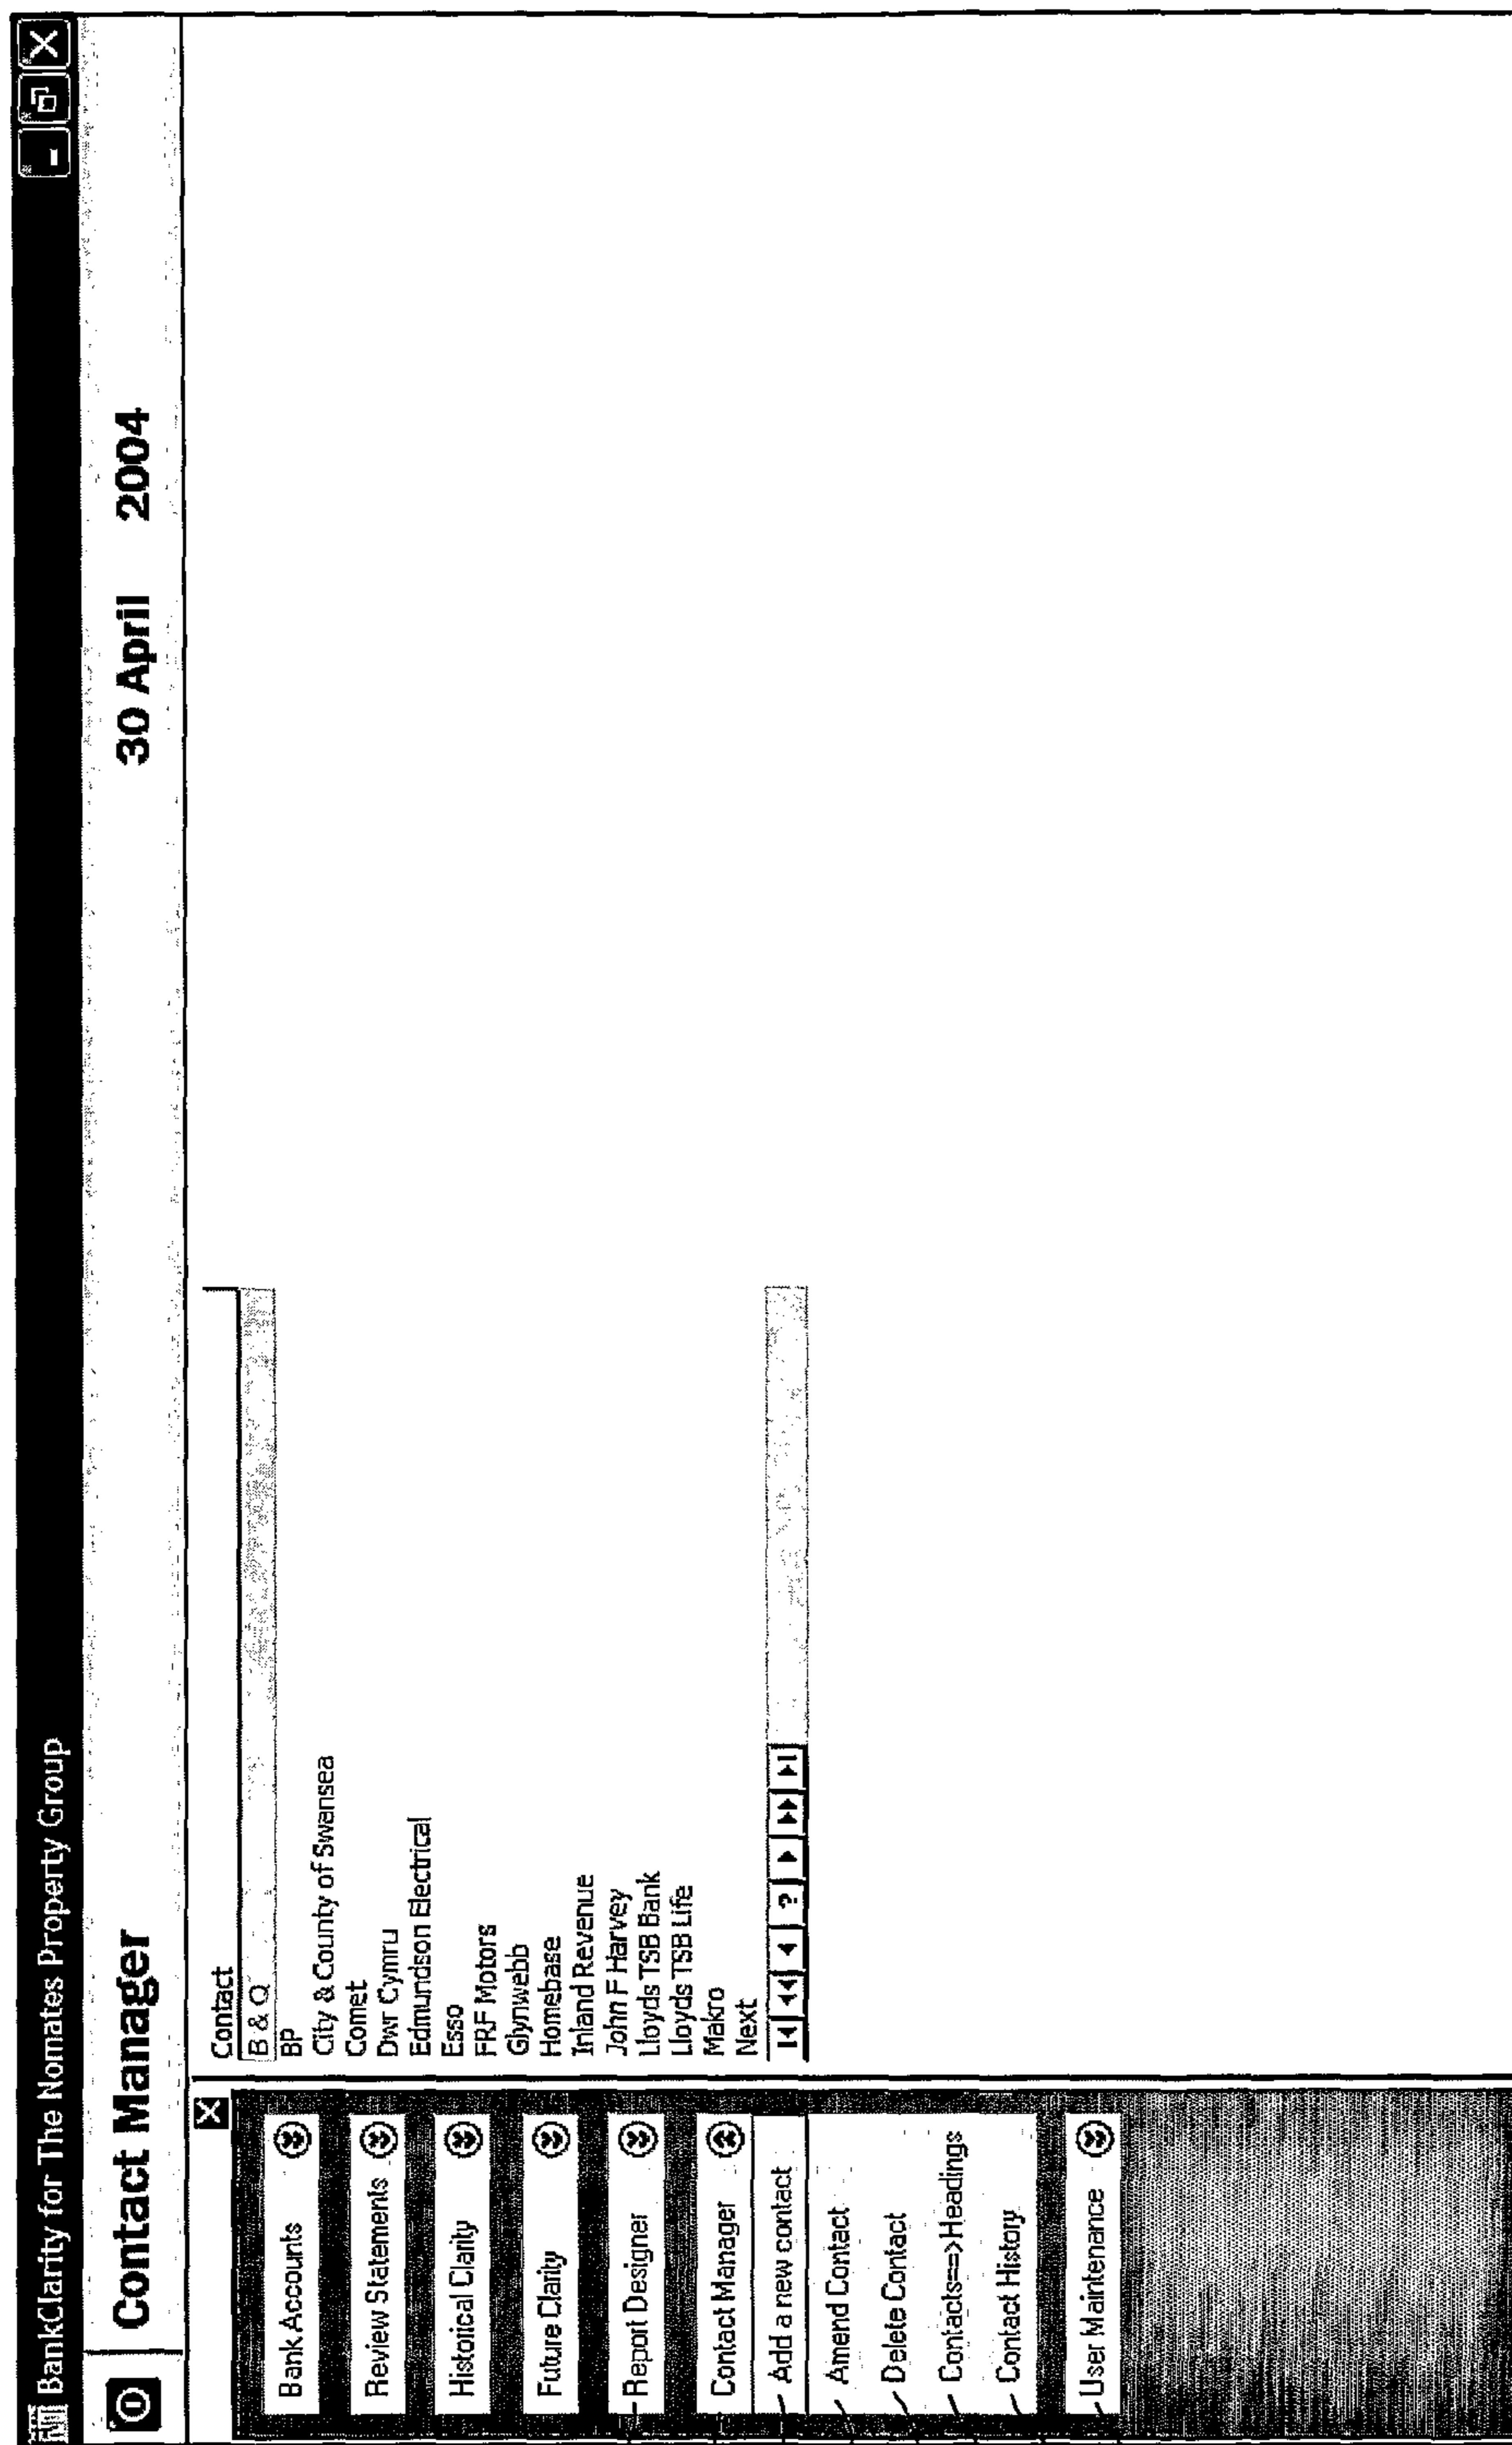 BankClarity for The Nomates Property Group
Contact Manager 30 April 2004
Bank Accounts
Review Statements
Historical Clarity
Future Clarity
Report Designer
Contact Manager
Add a new contact
Amend Contact
Delete Contact
Contacts==>Headings
Contact History
User Maintenance
Contact
B & Q
BP
City & County of Swansea
Comet
Dwr Cymru
Edmundson Electrical
Esso
FRF Motors
Glynwebb
Homebase
Inland Revenue
John F Harvey
Lloyds TSB Bank
Lloyds TSB Life
Makro
Next
?